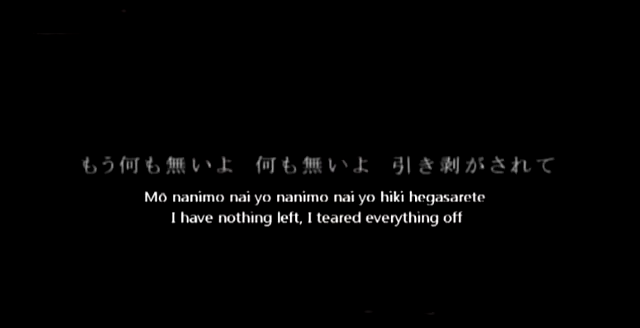 もう何も無いよ 何も無いよ 引き剥がされて
Mō nanimo nai yo nanimo nai yo hiki hegasarete
I have nothing left, I teared everything off